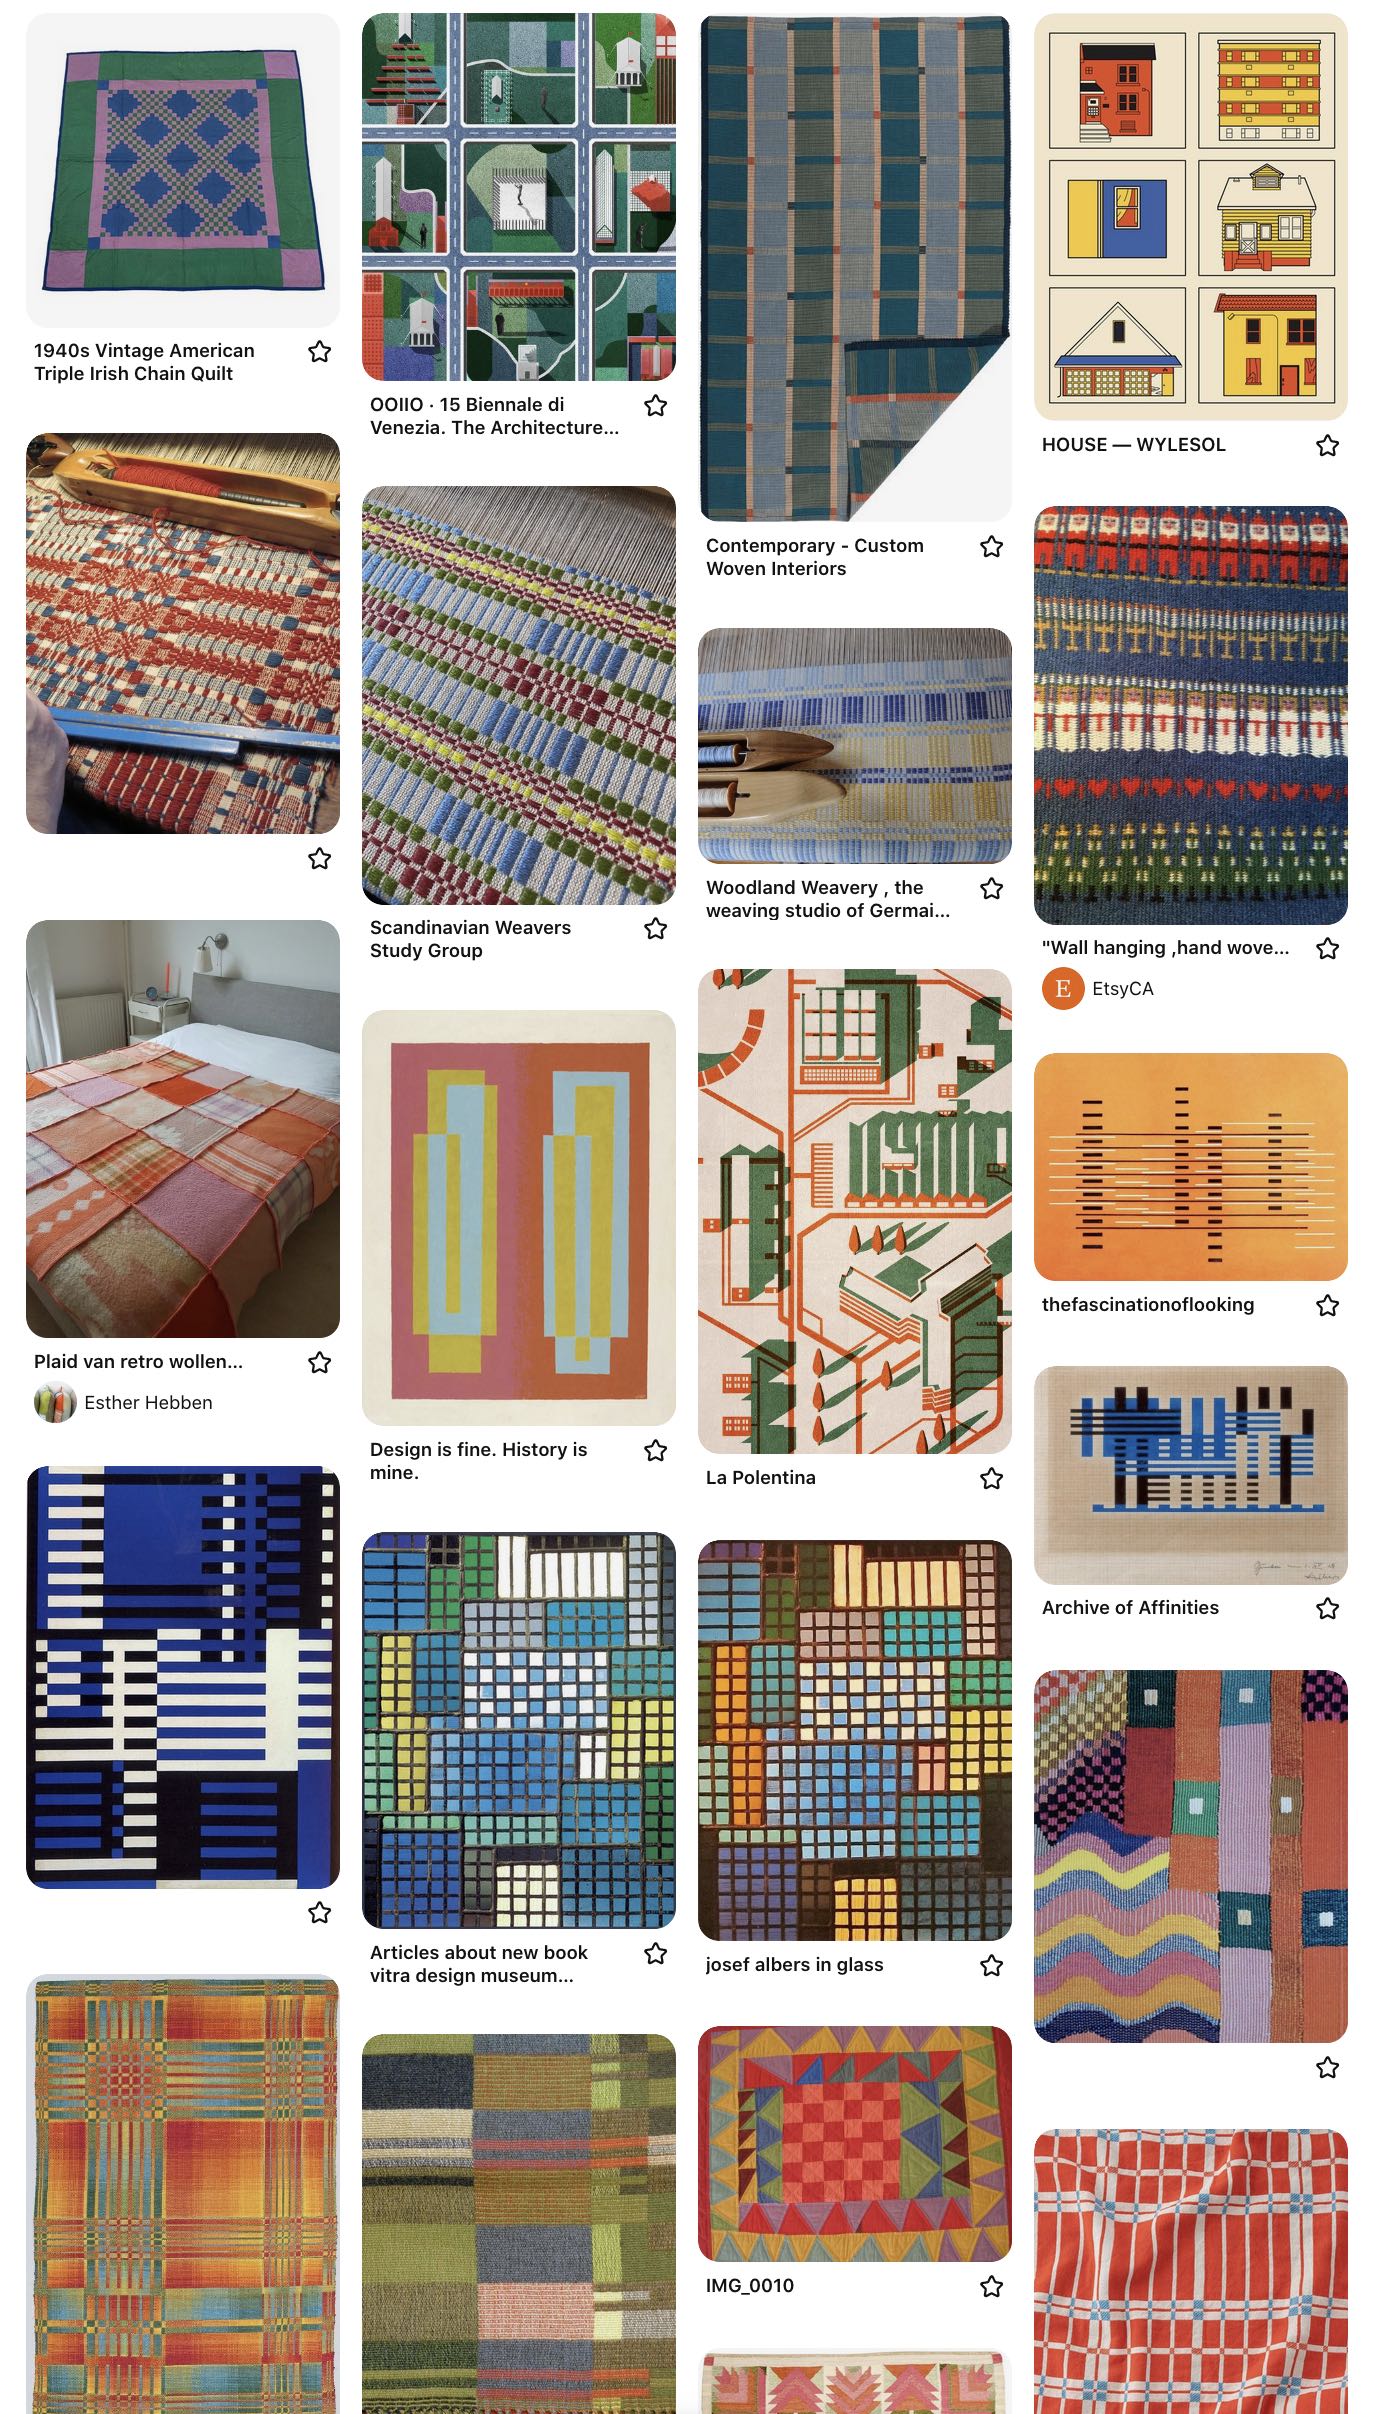 1940s Vintage American
Triple Irish Chain Quilt
OOIIO · 15 Biennale di
Venezia. The Architecture...
Contemporary - Custom
Woven Interiors
HOUSE — WYLESOL
Scandinavian Weavers
Study Group
Woodland Weavery , the
weaving studio of Germai...
"Wall hanging ,hand wove...
E EtsyCA
Plaid van retro wollen...
Esther Hebben
Design is fine. History is
mine.
La Polentina
thefascinationoflooking
Archive of Affinities
Articles about new book
vitra design museum...
josef albers in glass
IMG_0010